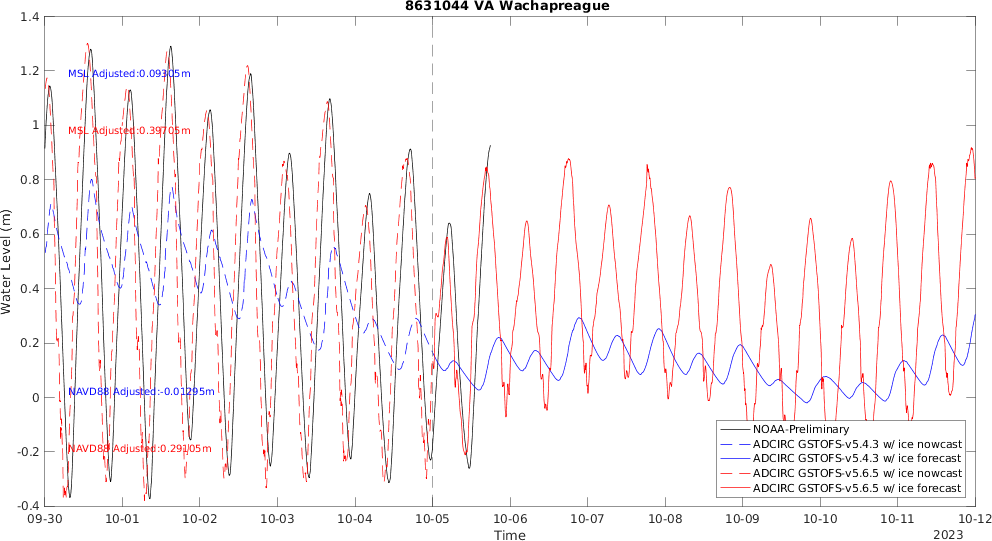 8631044 VA Wachapreague
1.4
1.2
1
0.8
0.6
0.4
0.2
0
-0.2
-0.4
Water Level (m)
MSL Adjusted:0.09305m
MSL Adjusted:0.39705m
NAVD88 Adjusted:-0.01295m
NAVD88 Adjusted:0.29105m
NOAA-Preliminary
ADCIRC GSTOFS-v5.4.3 w/ ice nowcast
ADCIRC GSTOFS-v5.4.3 w/ ice forecast
ADCIRC GSTOFS-v5.6.5 w/ ice nowcast
ADCIRC GSTOFS-v5.6.5 w/ ice forecast
09-30 10-01 10-02 10-03 10-04 10-05 10-06 10-07 10-08 10-09 10-10 10-11 10-12
Time
2023